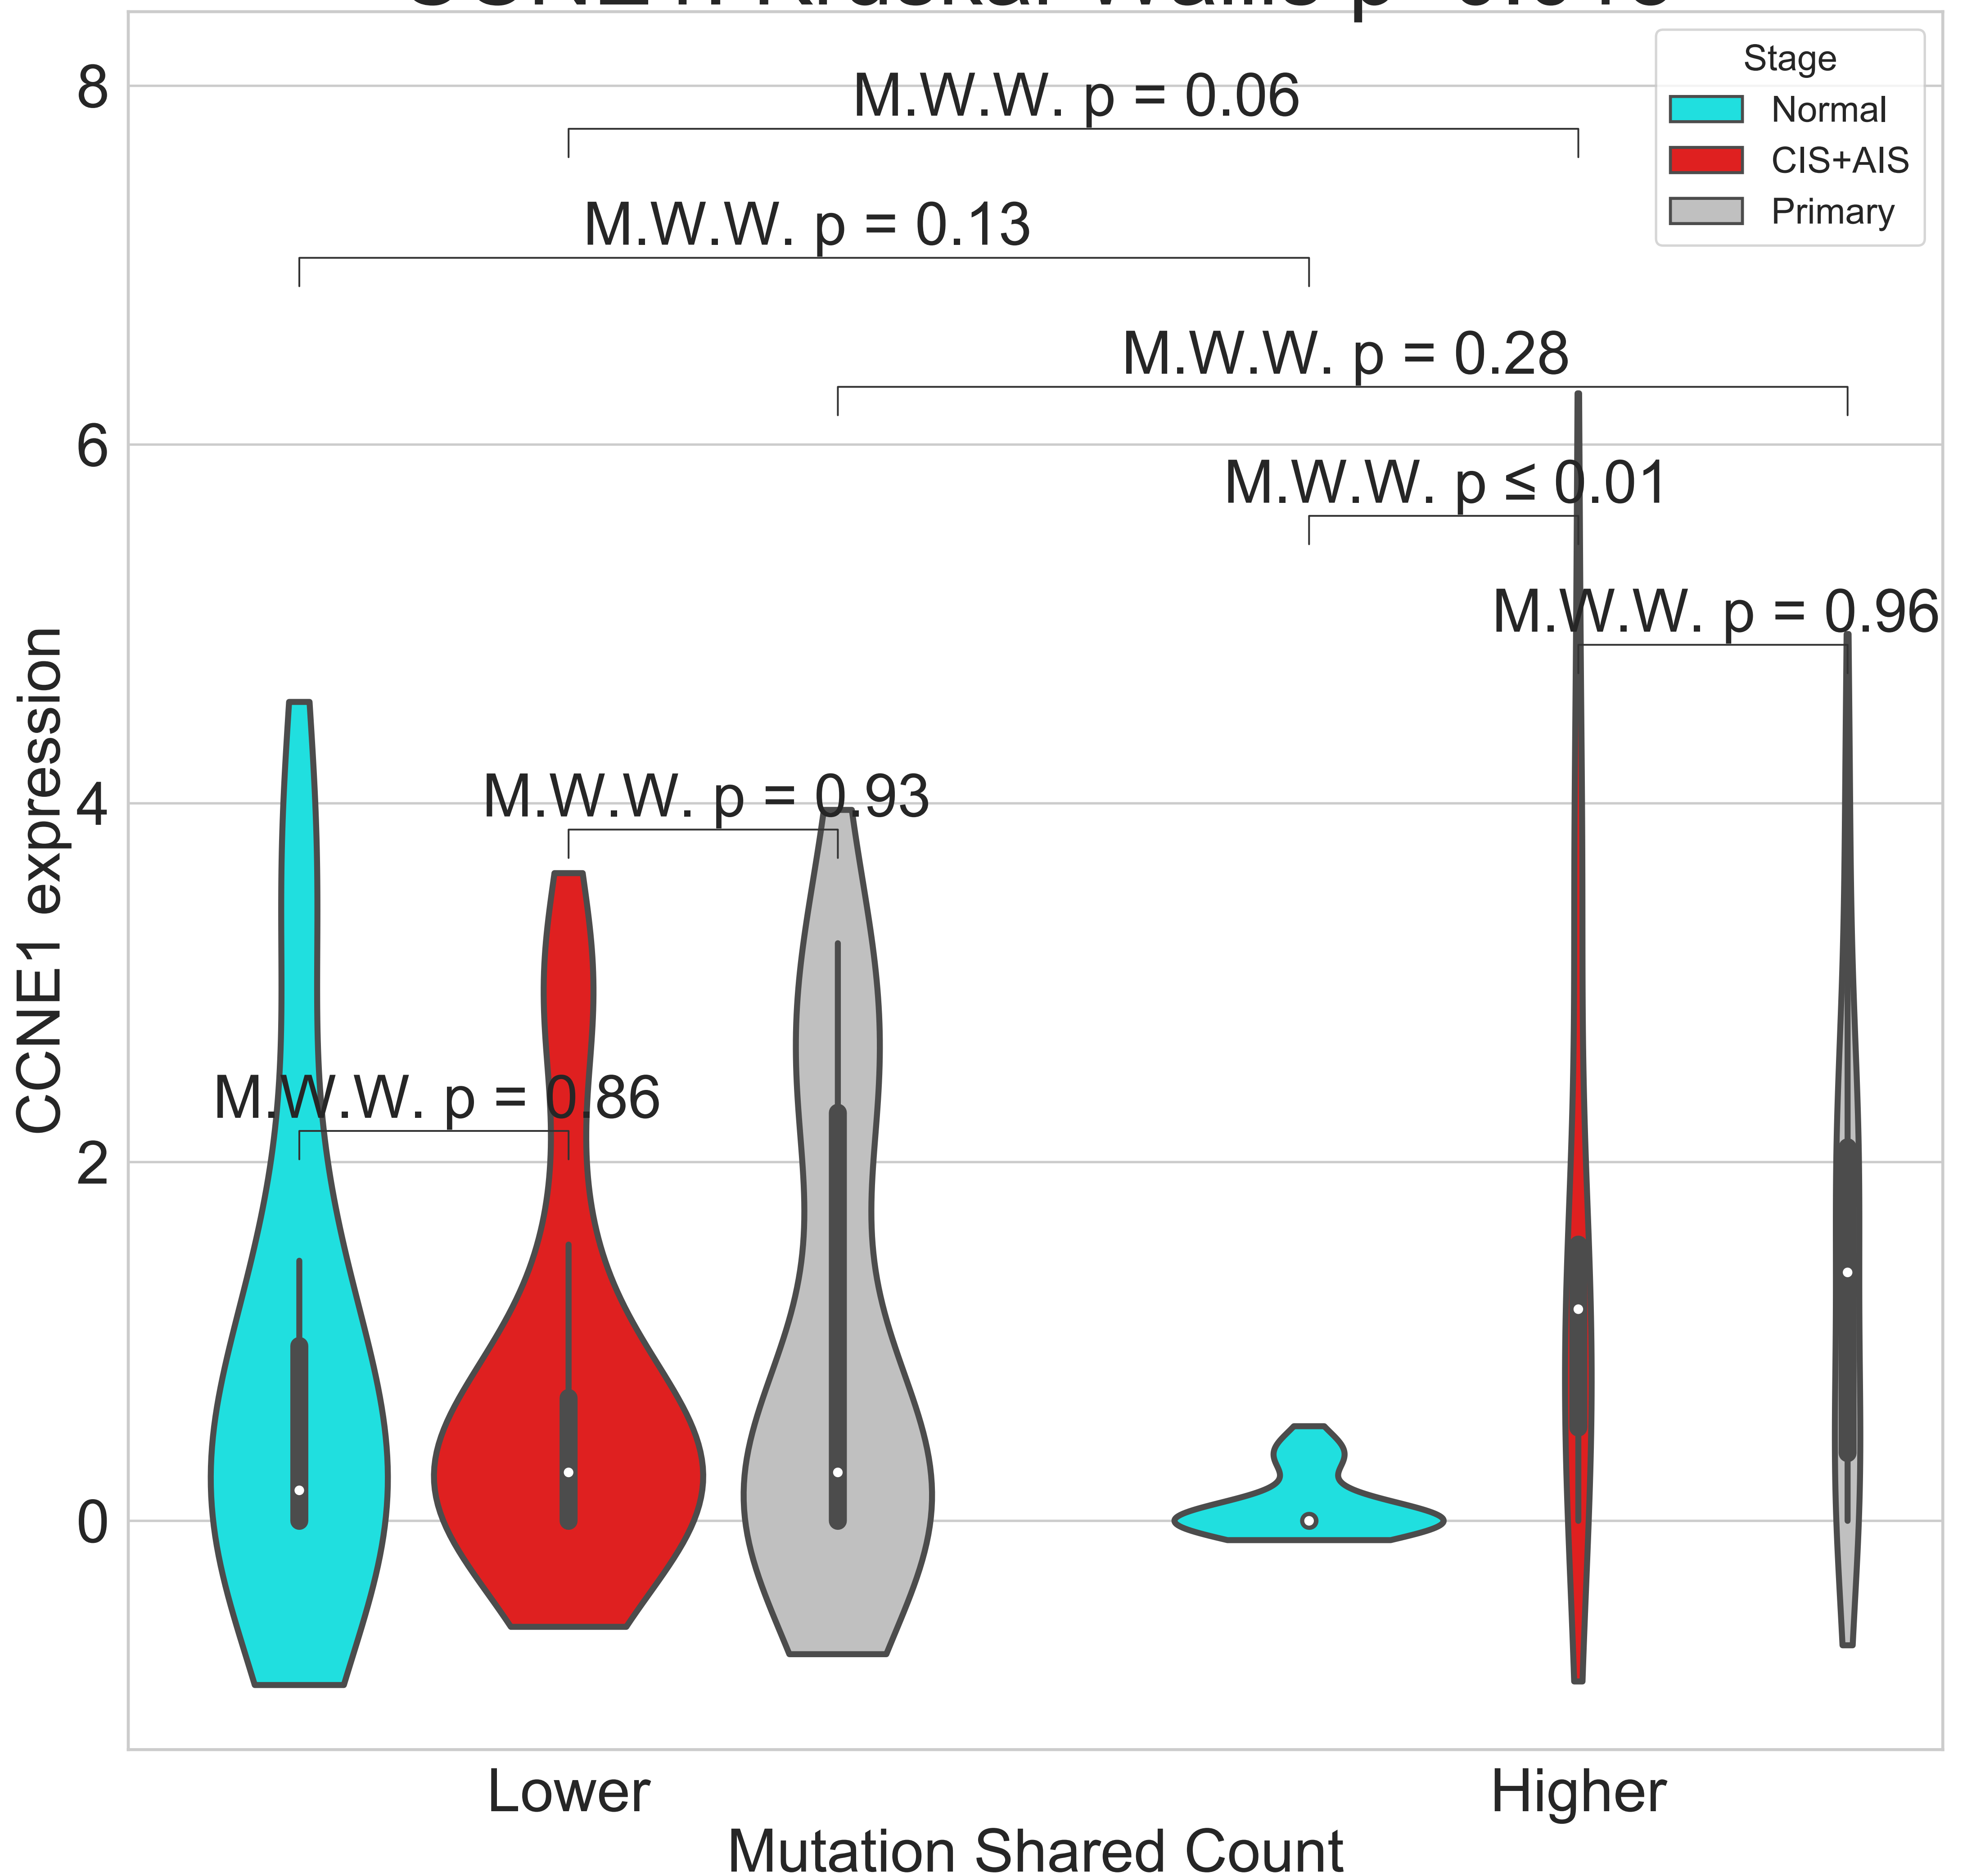 8
M.W.W. p = 0.06
Stage
Normal
CIS+AIS
Primary
M.W.W. p = 0.13
M.W.W. p = 0.28
6
M.W.W. p ≤ 0.01
M.W.W. p = 0.96
CCNE1 expression
4
M.W.W. p = 0.93
M.W.W. p = 0.86
2
0
Lower
Higher
Mutation Shared Count